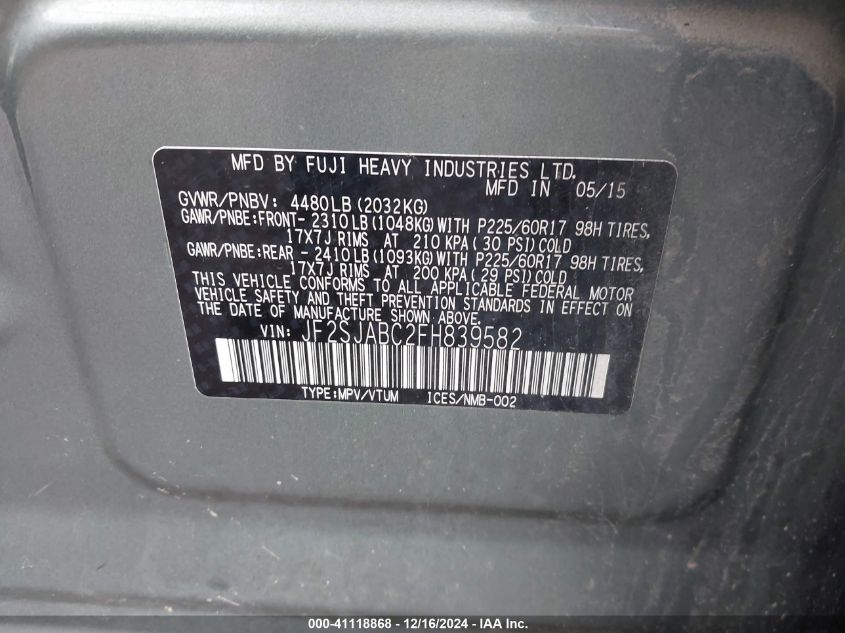 MFD BY FUJI HEAVY INDUSTRIES LTD.
MFD IN 05/15
GVWR/PNBV: 4480LB(2032KG)
GAWR/PNBE:FRONT- 2310LB(1048KG)WITH P225/60R17 98H TIRES,
17X7J RIMS AT 210 KPA(30 PSI)COLD
GAWR/PNBE:REAR - 2410LB(1093KG)WITH P225/60R17 98H TIRES,
17X7J RIMS AT 200 KPA(29 PSI)COLD
THIS VEHICLE CONFORMS TO ALL APPLICABLE FEDERAL MOTOR
VEHICLE SAFETY AND THEFT PREVENTION STANDARDS IN EFFECT ON
THE DATE OF MANUFACTURE SHOWN ABOVE.
VIN: JF2SJABC2FH839582
TYPE:MPV/VTUM ICES/NMB-002
000-41118868 - 12/16/2024 - IAA Inc.